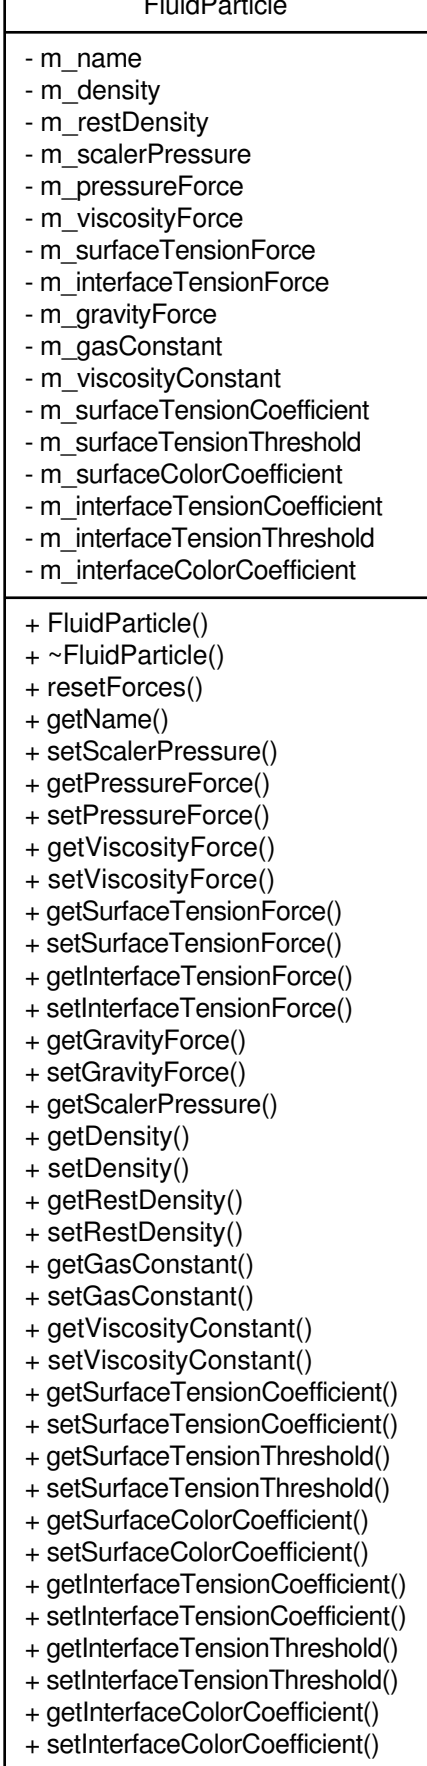 FluidParticle
- m_name
- m_density
- m_restDensity
- m_scalerPressure
- m_pressureForce
- m_viscosityForce
- m_surfaceTensionForce
- m_interfaceTensionForce
- m_gravityForce
- m_gasConstant
- m_viscosityConstant
- m_surfaceTensionCoefficient
- m_surfaceTensionThreshold
- m_surfaceColorCoefficient
- m_interfaceTensionCoefficient
- m_interfaceTensionThreshold
- m_interfaceColorCoefficient
+ FluidParticle()
+ ~FluidParticle()
+ resetForces()
+ getName()
+ setScalerPressure()
+ getPressureForce()
+ setPressureForce()
+ getViscosityForce()
+ setViscosityForce()
+ getSurfaceTensionForce()
+ setSurfaceTensionForce()
+ getInterfaceTensionForce()
+ setInterfaceTensionForce()
+ getGravityForce()
+ setGravityForce()
+ getScalerPressure()
+ getDensity()
+ setDensity()
+ getRestDensity()
+ setRestDensity()
+ getGasConstant()
+ setGasConstant()
+ getViscosityConstant()
+ setViscosityConstant()
+ getSurfaceTensionCoefficient()
+ setSurfaceTensionCoefficient()
+ getSurfaceTensionThreshold()
+ setSurfaceTensionThreshold()
+ getSurfaceColorCoefficient()
+ setSurfaceColorCoefficient()
+ getInterfaceTensionCoefficient()
+ setInterfaceTensionCoefficient()
+ getInterfaceTensionThreshold()
+ setInterfaceTensionThreshold()
+ getInterfaceColorCoefficient()
+ setInterfaceColorCoefficient()